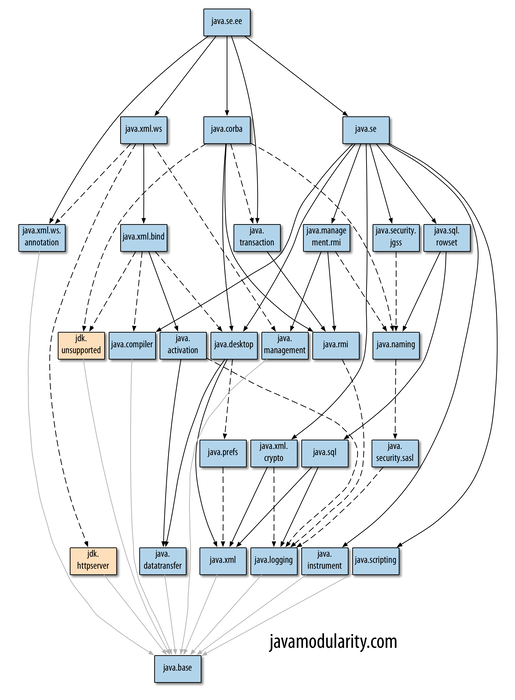 java.se.ee
java.xml.ws
java.corba
java.se
java.xml.ws.
annotation
java.xml.bind
java.
transaction
java.manage
ment.rmi
java.security.
jgss
java.sql.
rowset
jdk.
unsupported
java.compiler
java.
activation
java.desktop
java.
management
java.rmi
java.naming
java.prefs
java.xml.
crypto
java.sql
java.
security.sasl
jdk.
httpserver
java.
datatransfer
java.xml
java.logging
java.
instrument
java.scripting
javamodularity.com
java.base